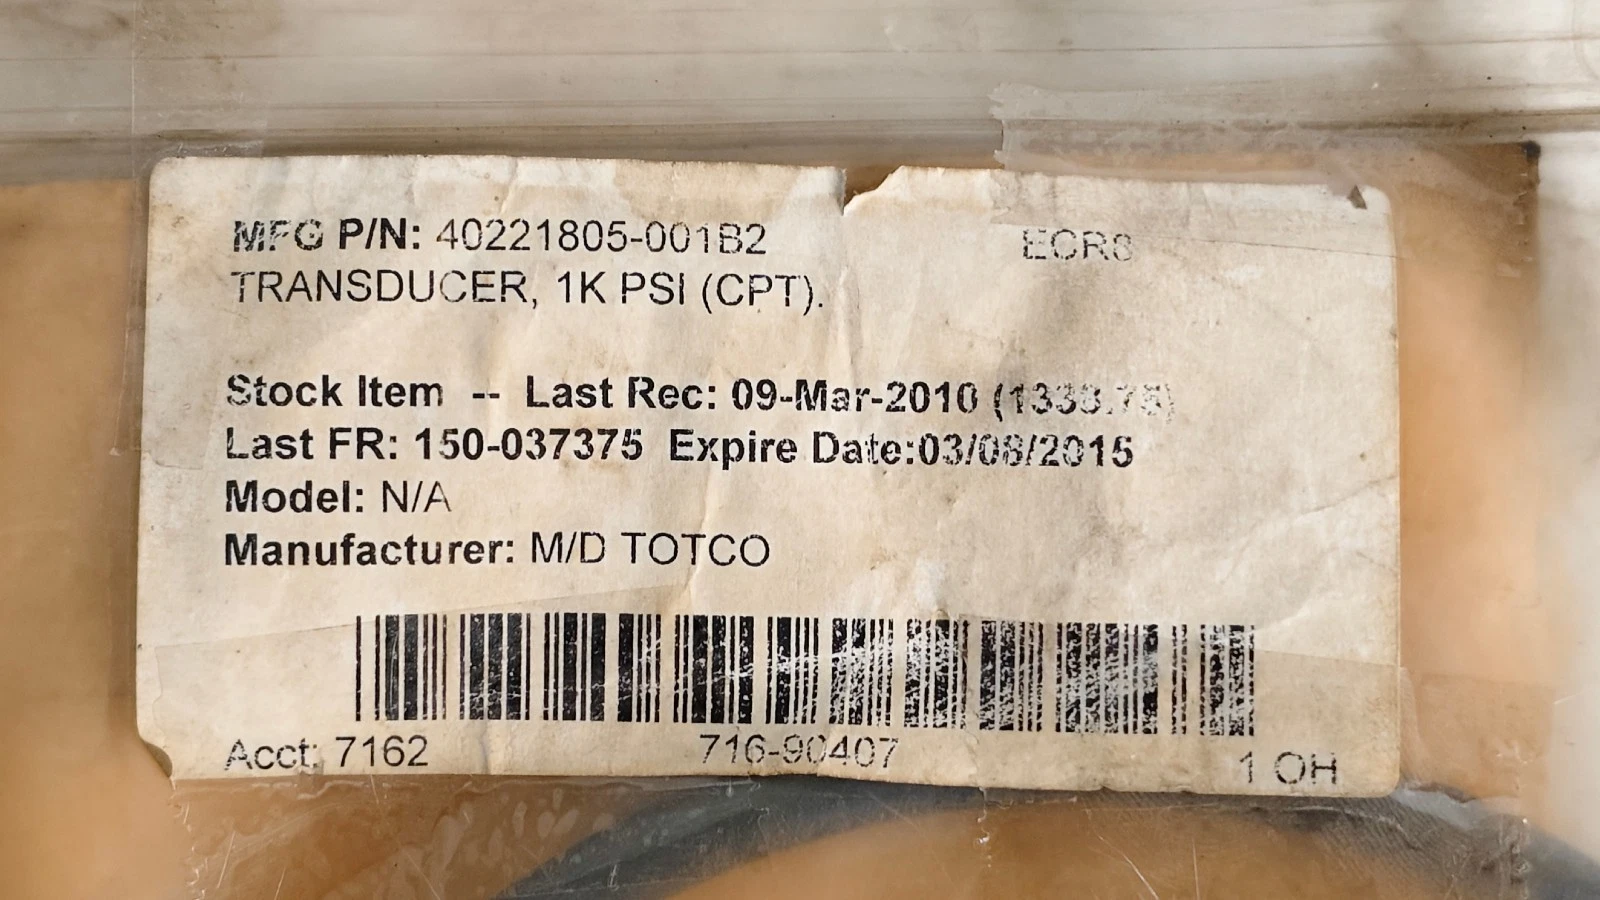 MFG P/N: 40221805-001B2 ECR8
TRANSDUCER, 1K PSI (CPT).
Stock Item -- Last Rec: 09-Mar-2010
Last FR: 150-037375 Expire Date:03/08/2015
Model: N/A
Manufacturer: M/D TOTCO
Acct: 7162 716-90407 1 OH